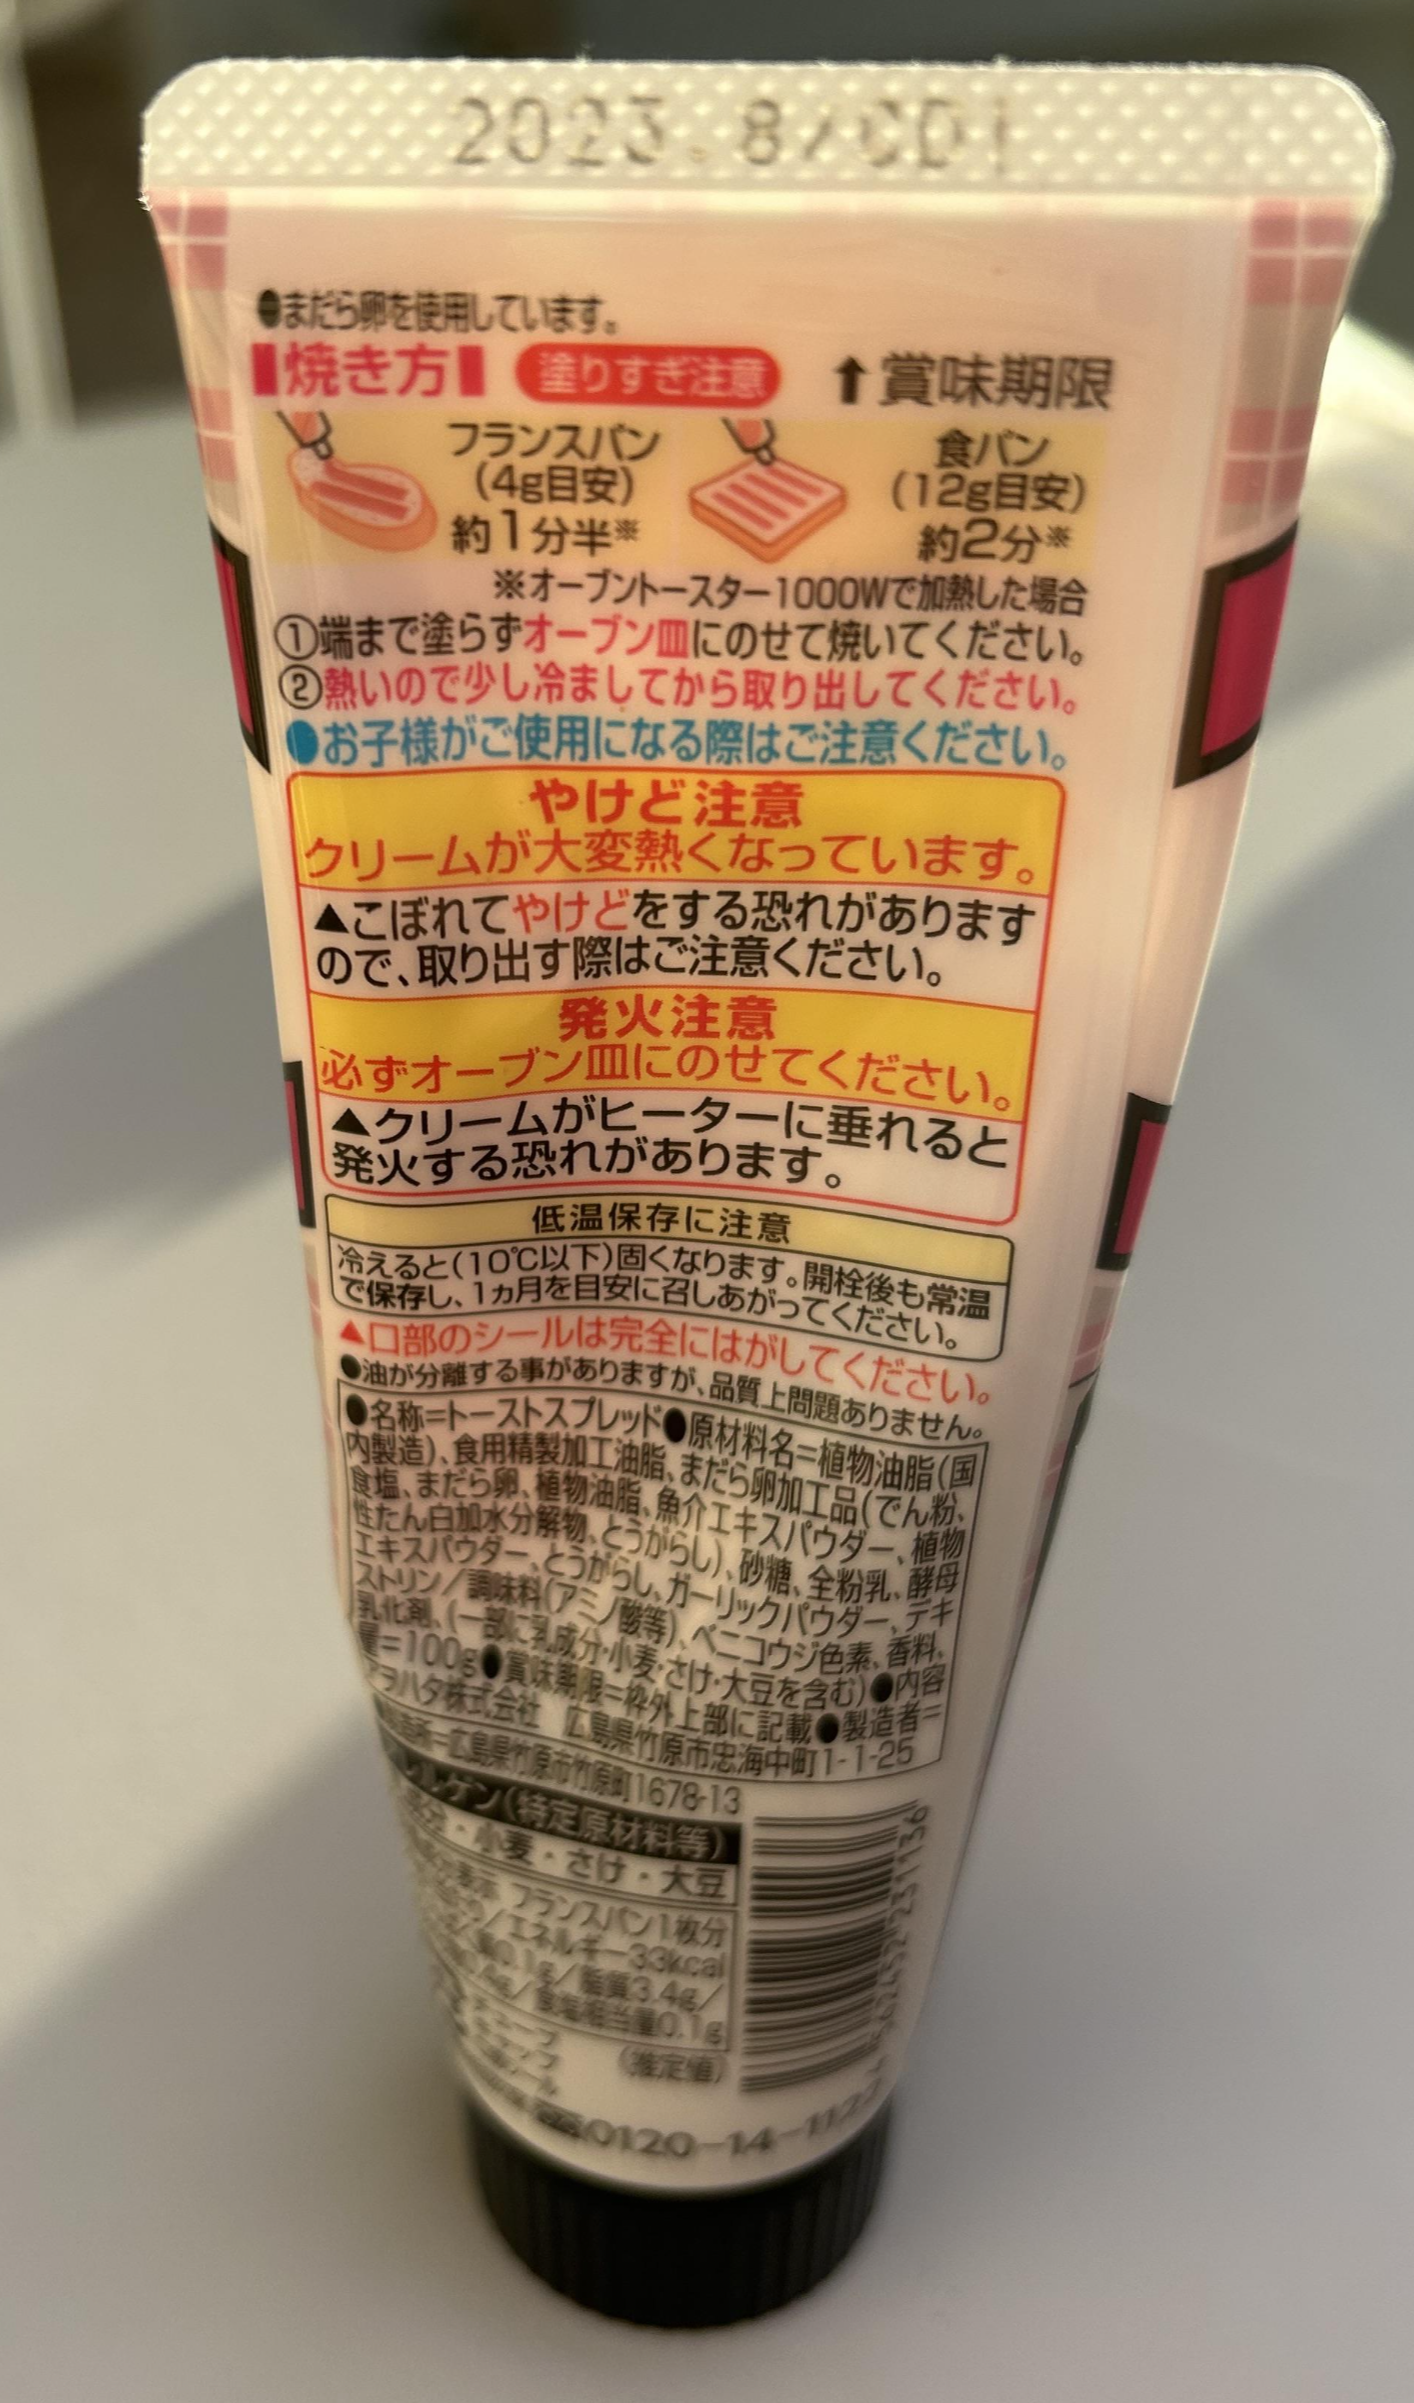 2023.8/CD1
●まだら卵を使用しています。
焼き方 塗りすぎ注意 ↑賞味期限
フランスパン
(4g目安)
約1分半※
食パン
(12g目安)
約2分※
※オーブントースター1000Wで加熱した場合
①端まで塗らずオーブン皿にのせて焼いてください。
②熱いので少し冷ましてから取り出してください。
●お子様がご使用になる際はご注意ください。
やけど注意
クリームが大変熱くなっています。
▲こぼれてやけどをする恐れがあります
ので、取り出す際はご注意ください。
発火注意
必ずオーブン皿にのせてください。
▲クリームがヒーターに垂れると
発火する恐れがあります。
低温保存に注意
冷えると(10℃以下)固くなります。開栓後も常温
で保存し、1ヵ月を目安に召しあがってください。
▲口部のシールは完全にはがしてください。
●油が分離する事がありますが、品質上問題ありません。
●名称=トーストスプレッド●原材料名=植物油脂(国
内製造)、食用精製加工油脂、まだら卵加工品(でん粉、
食塩、まだら卵、植物油脂、魚介エキスパウダー、植物
性たん白加水分解物、とうがらし)、砂糖、全粉乳、酵母
エキスパウダー、とうがらし、ガーリックパウダー、デキ
ストリン/調味料(アミノ酸等)、ベニコウジ色素、香料、
乳化剤、(一部に乳成分・小麦・さけ・大豆を含む)●内容
量=100g●賞味期限=枠外上部に記載●製造者=
アヲハタ株式会社 広島県竹原市忠海中町1-1-25
=広島県竹原市竹原町1678-13
レルゲン(特定原材料等)
・小麦・さけ・大豆
フランスパン1枚分
/エネルギー33kcal
0.1g/脂質3.4g/
/食塩相当量0.1g
(推定値)
0120-14-112